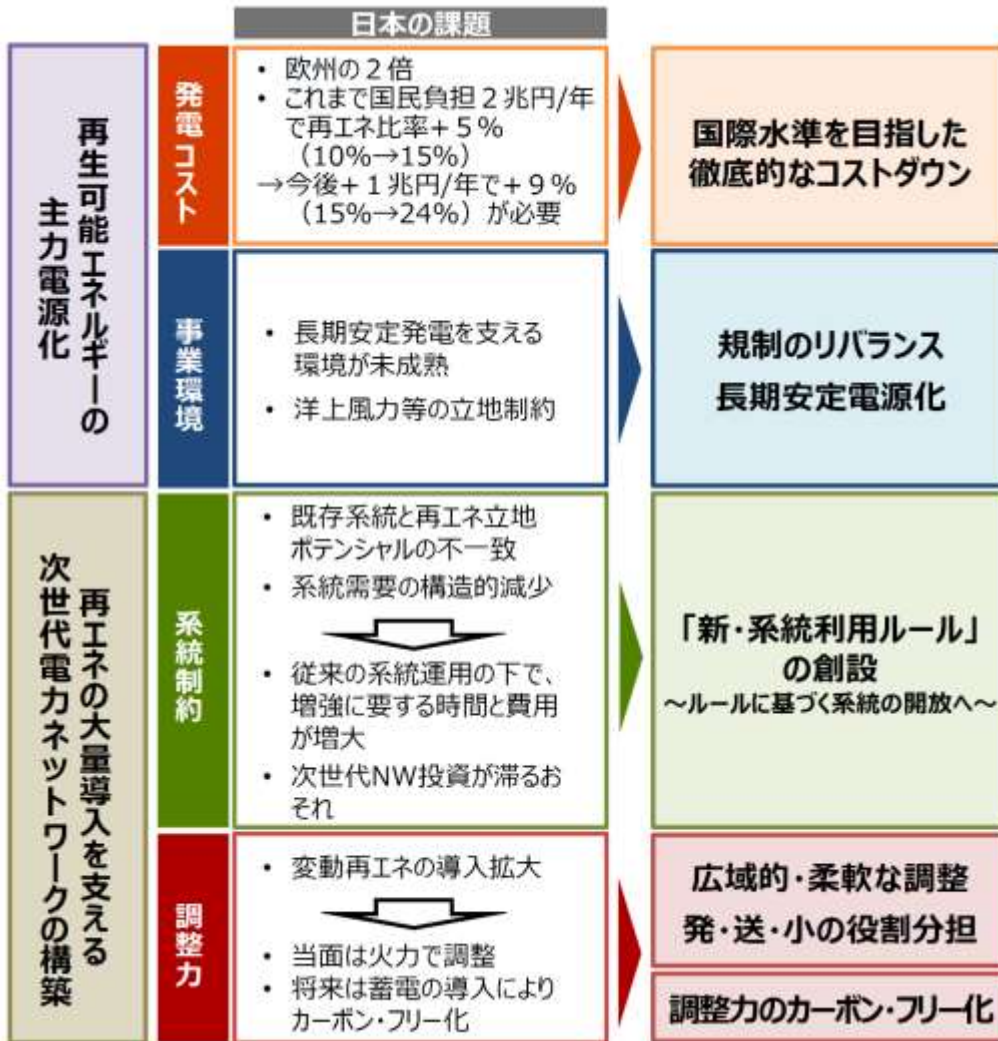 日本の課題
再生可能エネルギーの
主力電源化
発電コスト
• 欧州の２倍
• これまで国民負担２兆円/年
で再エネ比率+５%
（10%→15%）
→今後+１兆円/年で+９%
（15%→24%）が必要
国際水準を目指した
徹底的なコストダウン
事業環境
• 長期安定発電を支える
環境が未成熟
• 洋上風力等の立地制約
規制のリバランス
長期安定電源化
再エネの大量導入を支える
次世代電力ネットワークの構築
系統制約
• 既存系統と再エネ立地
ポテンシャルの不一致
• 系統需要の構造的減少
• 従来の系統運用の下で、
増強に要する時間と費用
が増大
• 次世代NW投資が滞るお
それ
「新・系統利用ルール」
の創設
～ルールに基づく系統の開放へ～
調整力
• 変動再エネの導入拡大
• 当面は火力で調整
• 将来は蓄電の導入により
カーボン・フリー化
広域的・柔軟な調整
発・送・小の役割分担
調整力のカーボン・フリー化